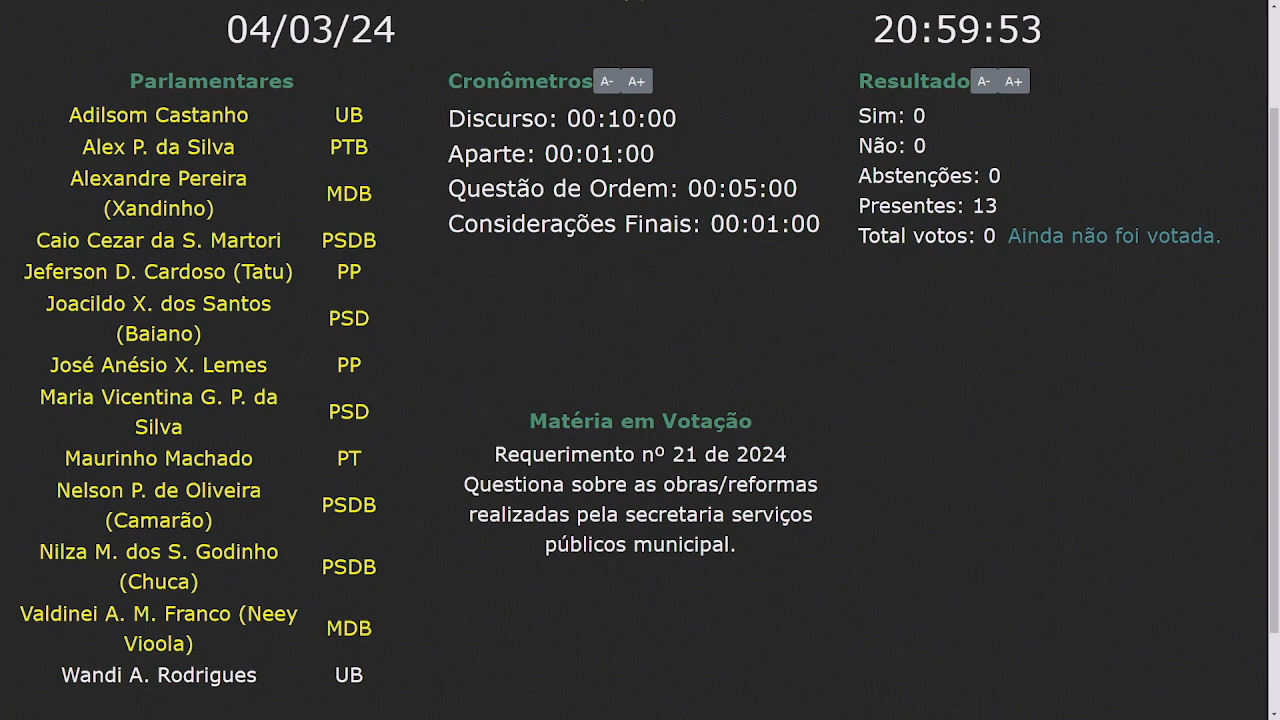 04/03/24
20:59:53
Parlamentares
Adilsom Castanho UB
Alex P. da Silva PTB
Alexandre Pereira
(Xandinho) MDB
Caio Cezar da S. Martori PSDB
Jeferson D. Cardoso (Tatu) PP
Joacildo X. dos Santos
(Baiano) PSD
José Anésio X. Lemes PP
Maria Vicentina G. P. da
Silva PSD
Maurinho Machado PT
Nelson P. de Oliveira
(Camarão) PSDB
Nilza M. dos S. Godinho
(Chuca) PSDB
Valdinei A. M. Franco (Neey
Vioola) MDB
Wandi A. Rodrigues UB
Cronômetros A- A+
Discurso: 00:10:00
Aparte: 00:01:00
Questão de Ordem: 00:05:00
Considerações Finais: 00:01:00
Matéria em Votação
Requerimento nº 21 de 2024
Questiona sobre as obras/reformas
realizadas pela secretaria serviços
públicos municipal.
Resultado A- A+
Sim: 0
Não: 0
Abstenções: 0
Presentes: 13
Total votos: 0 Ainda não foi votada.